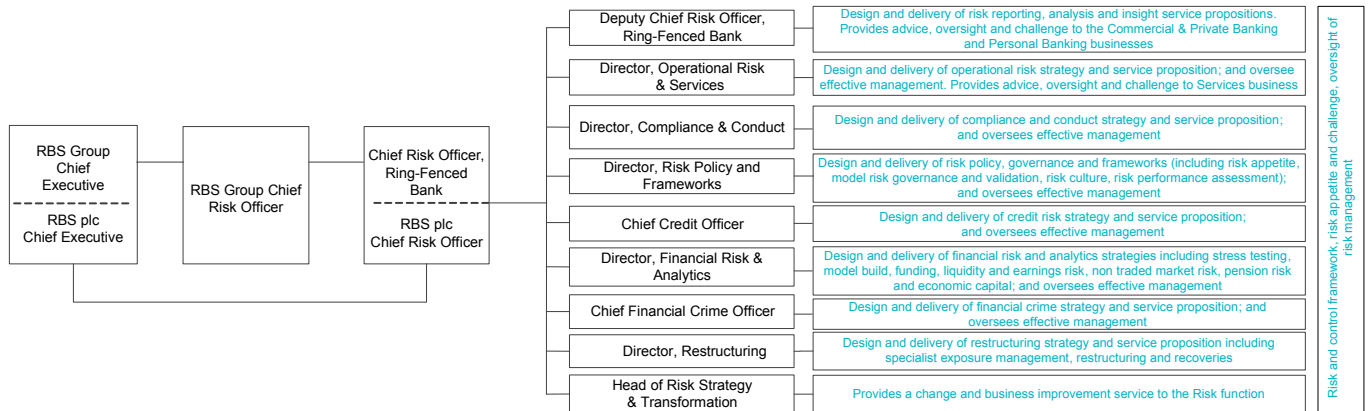 RBS Group
Chief
Executive
RBS plc
Chief Executive
RBS Group Chief
Risk Officer
Chief Risk Officer,
Ring-Fenced
Bank
RBS plc
Chief Risk Officer
Deputy Chief Risk Officer,
Ring-Fenced Bank
Design and delivery of risk reporting, analysis and insight service propositions.
Provides advice, oversight and challenge to the Commercial & Private Banking
and Personal Banking businesses
Director, Operational Risk
& Services
Design and delivery of operational risk strategy and service proposition; and oversee
effective management. Provides advice, oversight and challenge to Services business
Director, Compliance & Conduct
Design and delivery of compliance and conduct strategy and service proposition;
and oversees effective management
Director, Risk Policy and
Frameworks
Design and delivery of risk policy, governance and frameworks (including risk appetite,
model risk governance and validation, risk culture, risk performance assessment);
and oversees effective management
Chief Credit Officer
Design and delivery of credit risk strategy and service proposition;
and oversees effective management
Director, Financial Risk &
Analytics
Design and delivery of financial risk and analytics strategies including stress testing,
model build, funding, liquidity and earnings risk, non traded market risk, pension risk
and economic capital; and oversees effective management
Chief Financial Crime Officer
Design and delivery of financial crime strategy and service proposition; and
oversees effective management
Director, Restructuring
Design and delivery of restructuring strategy and service proposition including
specialist exposure management, restructuring and recoveries
Head of Risk Strategy
& Transformation
Provides a change and business improvement service to the Risk function
Risk and control framework, risk appetite and challenge, oversight of
risk management